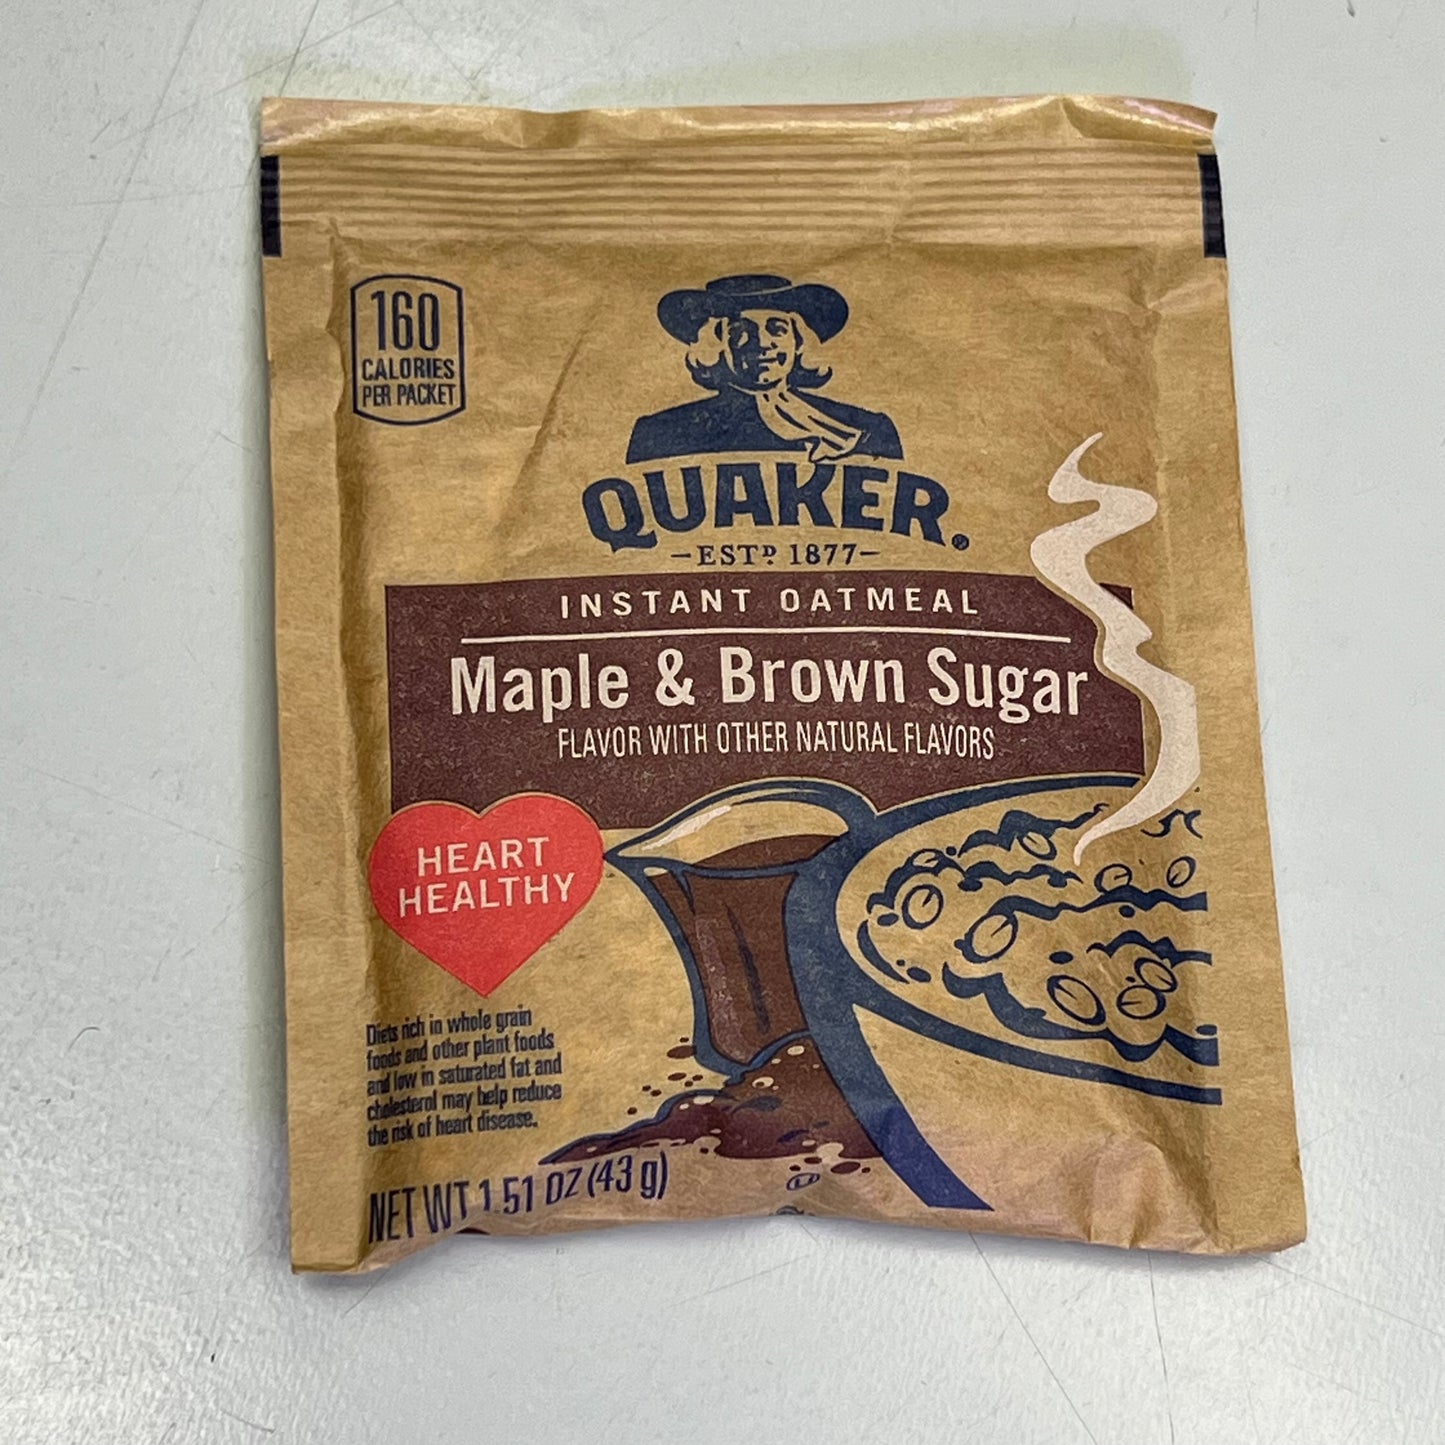 160
CALORIES
PER PACKET
QUAKER®
–ESTD. 1877–
INSTANT OATMEAL
Maple & Brown Sugar
FLAVOR WITH OTHER NATURAL FLAVORS
HEART
HEALTHY
Diets rich in whole grain
foods and other plant foods
and low in saturated fat and
cholesterol may help reduce
the risk of heart disease.
NET WT 1.51 OZ (43 g)